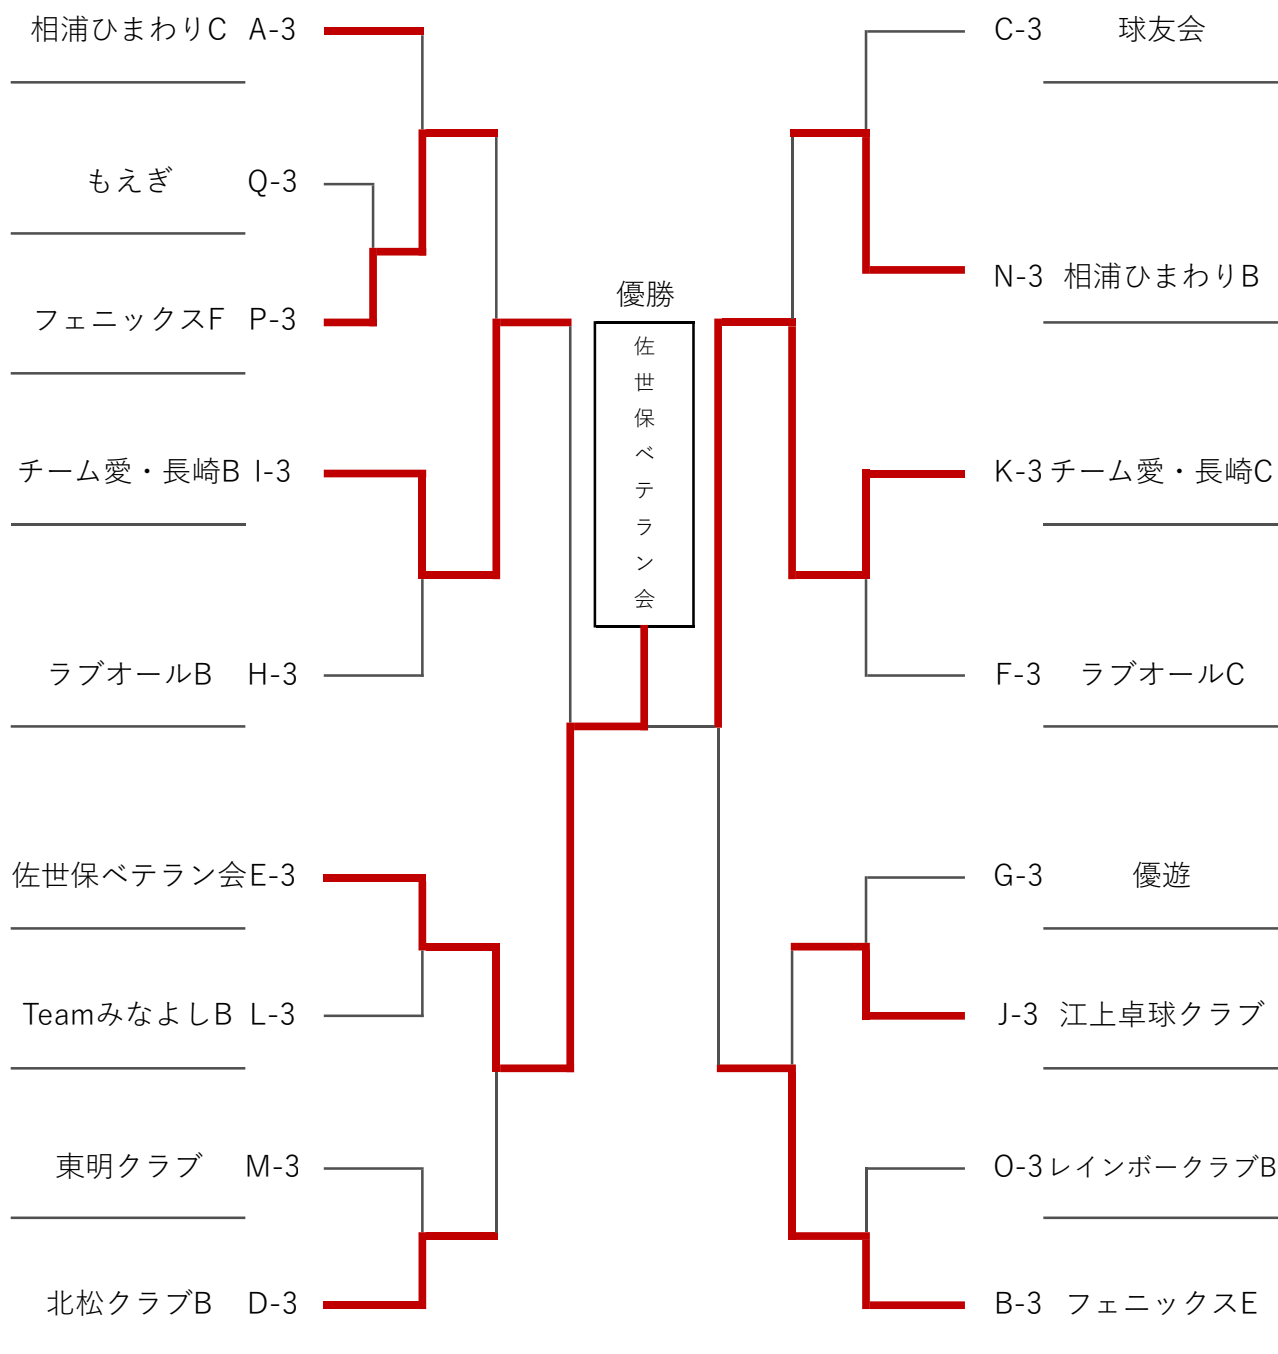 相浦ひまわりC A-3
もえぎ Q-3
フェニックスF P-3
チーム愛・長崎B I-3
ラブオールB H-3
佐世保ベテラン会 E-3
TeamみなよしB L-3
東明クラブ M-3
北松クラブB D-3
優勝
佐世保ベテラン会
C-3 球友会
N-3 相浦ひまわりB
K-3 チーム愛・長崎C
F-3 ラブオールC
G-3 優遊
J-3 江上卓球クラブ
O-3 レインボークラブB
B-3 フェニックスE